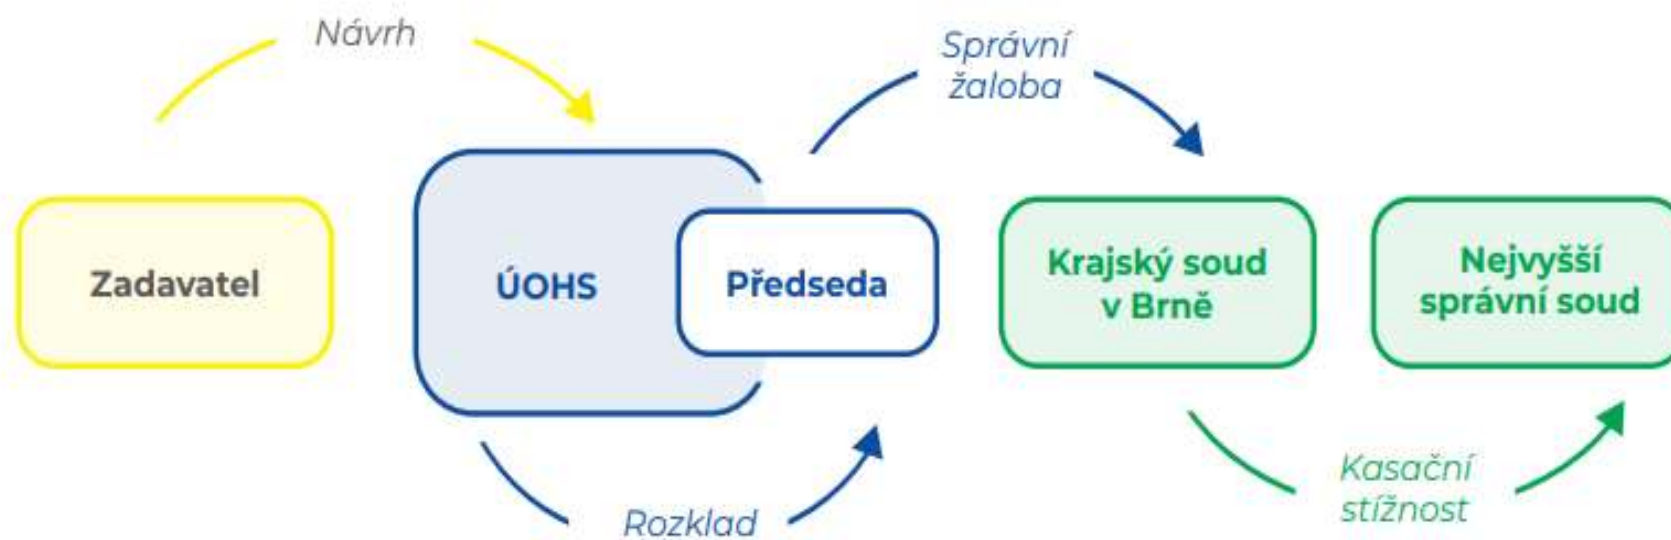 Návrh
Správní
žaloba
Zadavatel
ÚOHS
Předseda
Krajský soud
v Brně
Nejvyšší
správní soud
Rozklad
Kasační
stížnost